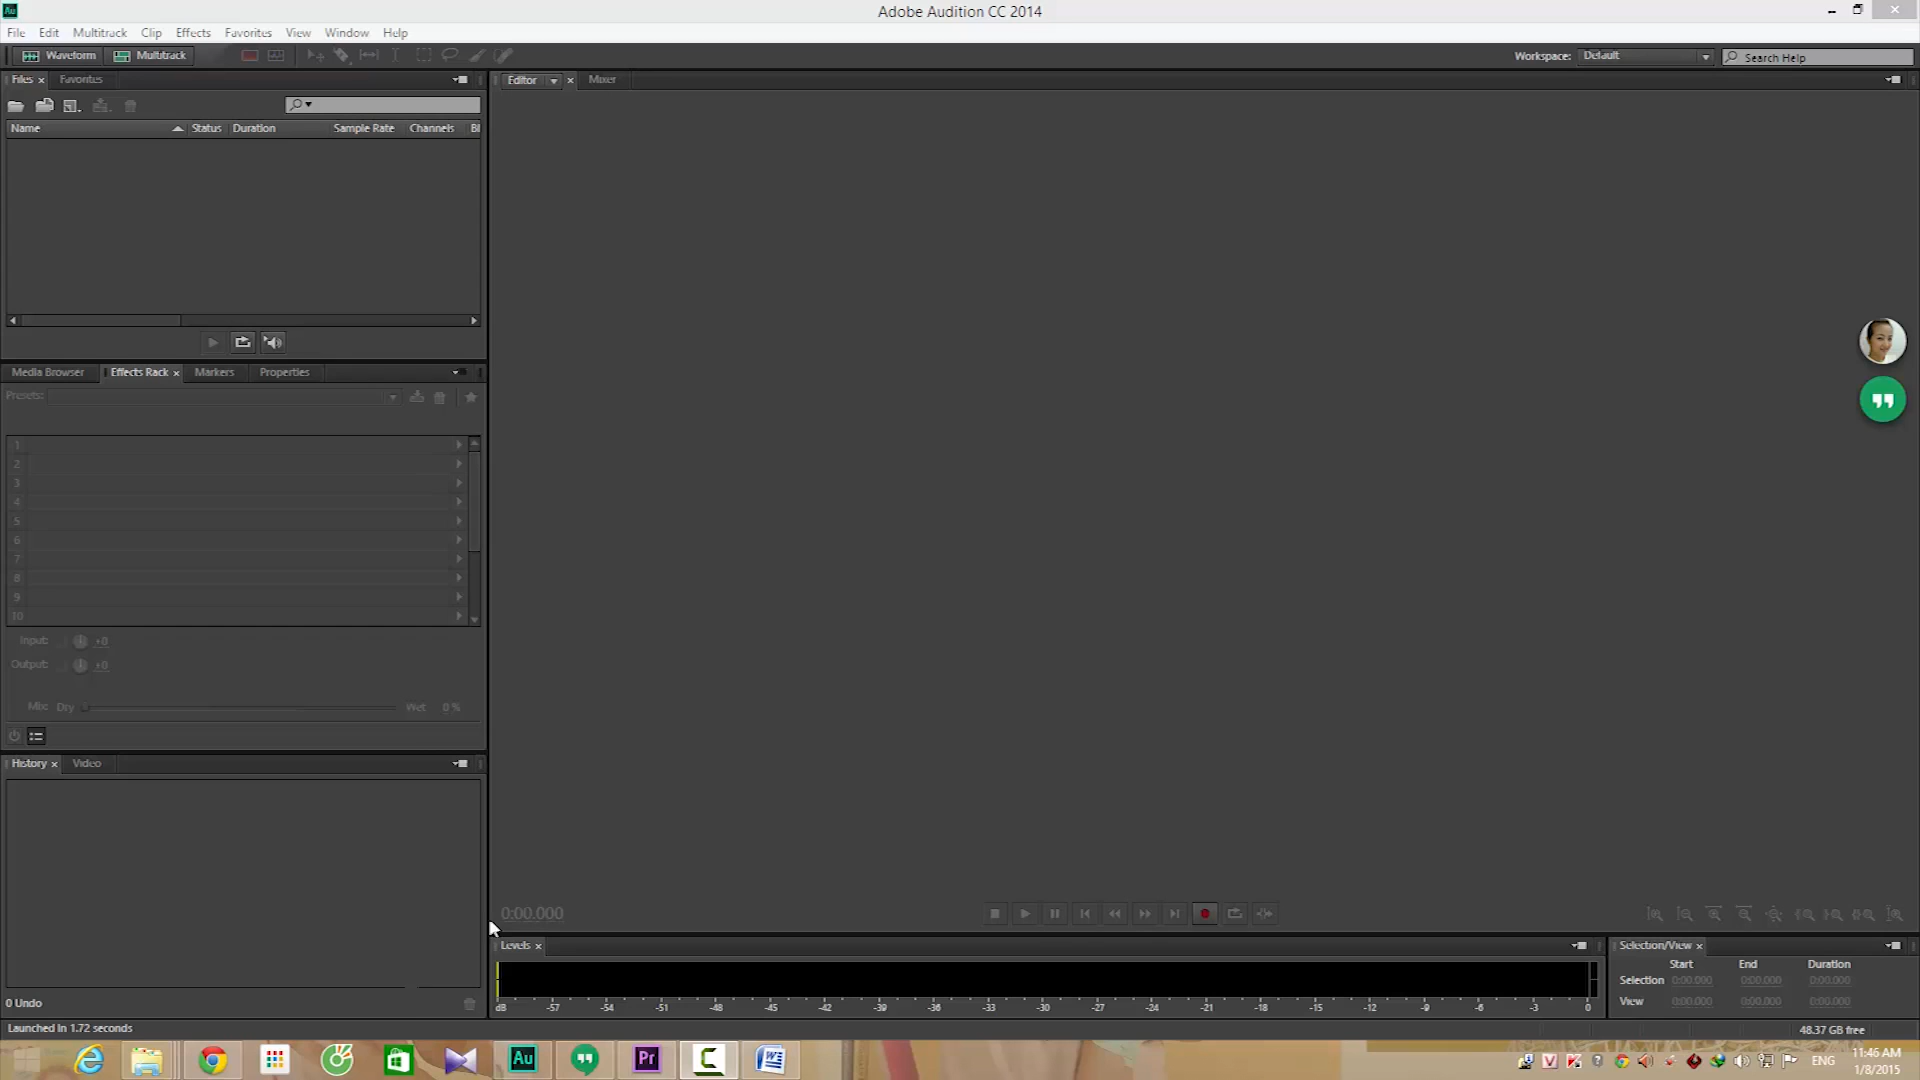 Au
Adobe Audition CC 2014
File Edit Multitrack Clip Effects Favorites View Window Help
Waveform Multitrack
Workspace: Default Search Help
Files Favorites
Editor Mixer
Name Status Duration Sample Rate Channels Bi
Media Browser Effects Rack Markers Properties
Presets:
1
2
3
4
5
6
7
8
9
10
Input: +0
Output: +0
Mix: Dry Wet 0 %
History Video
0:00.000
Levels
dB -57 -54 -51 -48 -45 -42 -39 -36 -33 -30 -27 -24 -21 -18 -15 -12 -9 -6 -3 0
Selection/View
Start End Duration
Selection 0:00.000 0:00.000 0:00.000
View 0:00.000 0:00.000 0:00.000
0 Undo
Launched in 1.72 seconds
48.37 GB free
Au Pr
ENG
11:46 AM
1/8/2015